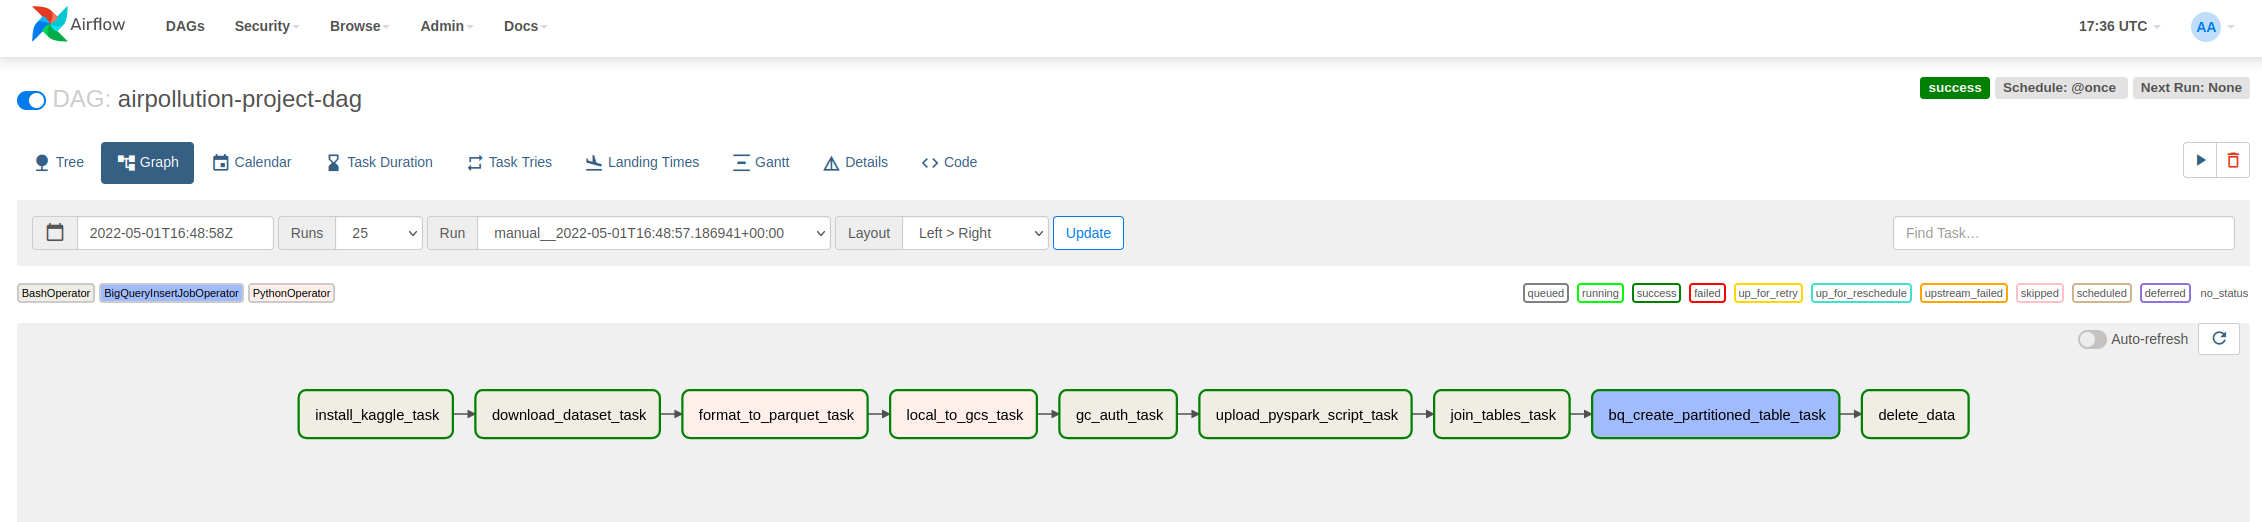 Airflow DAGs Security Browse Admin Docs 17:36 UTC AA
DAG: airpollution-project-dag success Schedule: @once Next Run: None
Tree Graph Calendar Task Duration Task Tries Landing Times Gantt Details Code
2022-05-01T16:48:58Z Runs 25 Run manual__2022-05-01T16:48:57.186941+00:00 Layout Left > Right Update Find Task…
BashOperator BigQueryInsertJobOperator PythonOperator queued running success failed up_for_retry up_for_reschedule upstream_failed skipped scheduled deferred no_status
Auto-refresh
install_kaggle_task download_dataset_task format_to_parquet_task local_to_gcs_task gc_auth_task upload_pyspark_script_task join_tables_task bq_create_partitioned_table_task delete_data